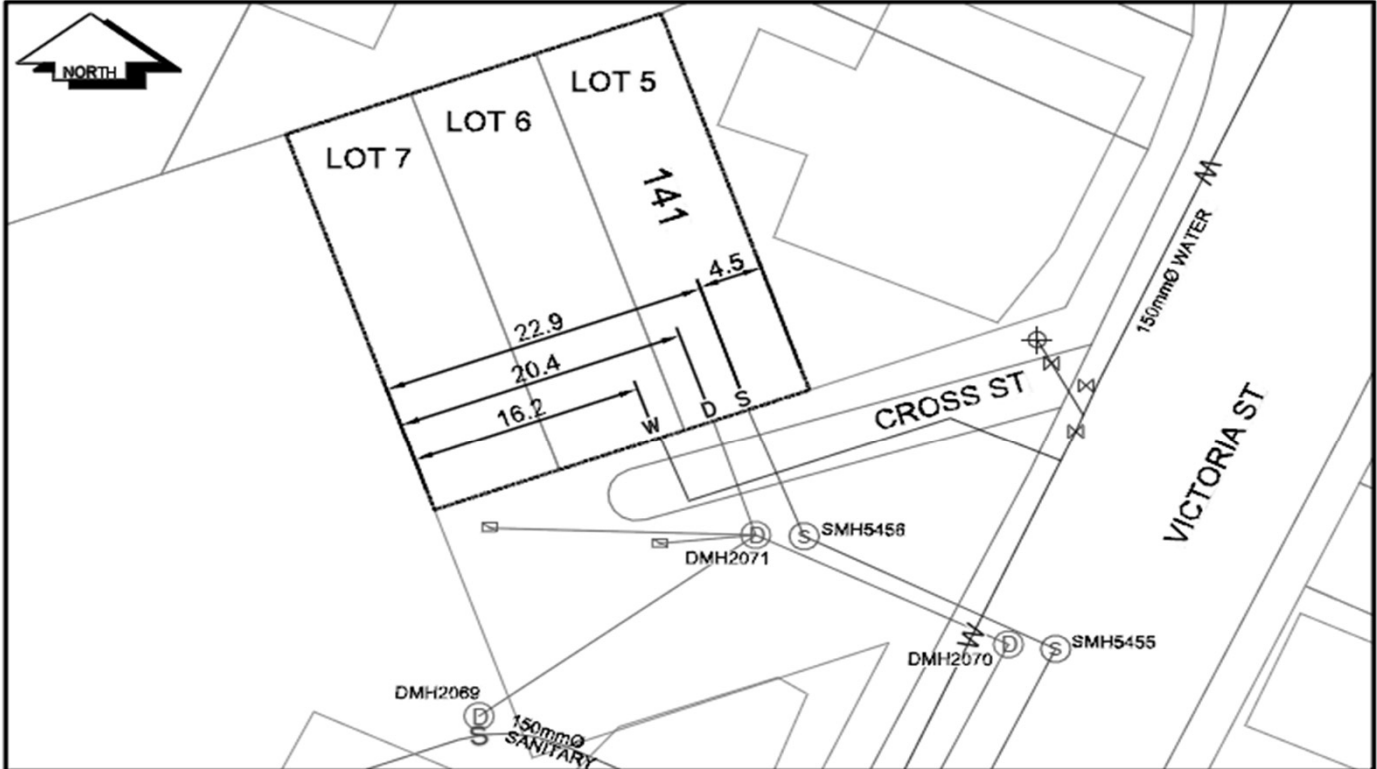 NORTH
LOT 5
LOT 6
LOT 7
141
4.5
22.9
20.4
16.2
W
D
S
W
150mmØ WATER
CROSS ST
VICTORIA ST
D
DMH2071
S
SMH5456
W
D
DMH2070
S
SMH5455
DMH2069
D
S
150mmØ
SANITARY